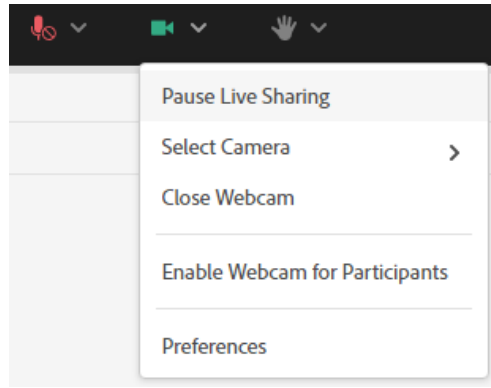 Pause Live Sharing
Select Camera
Close Webcam
Enable Webcam for Participants
Preferences